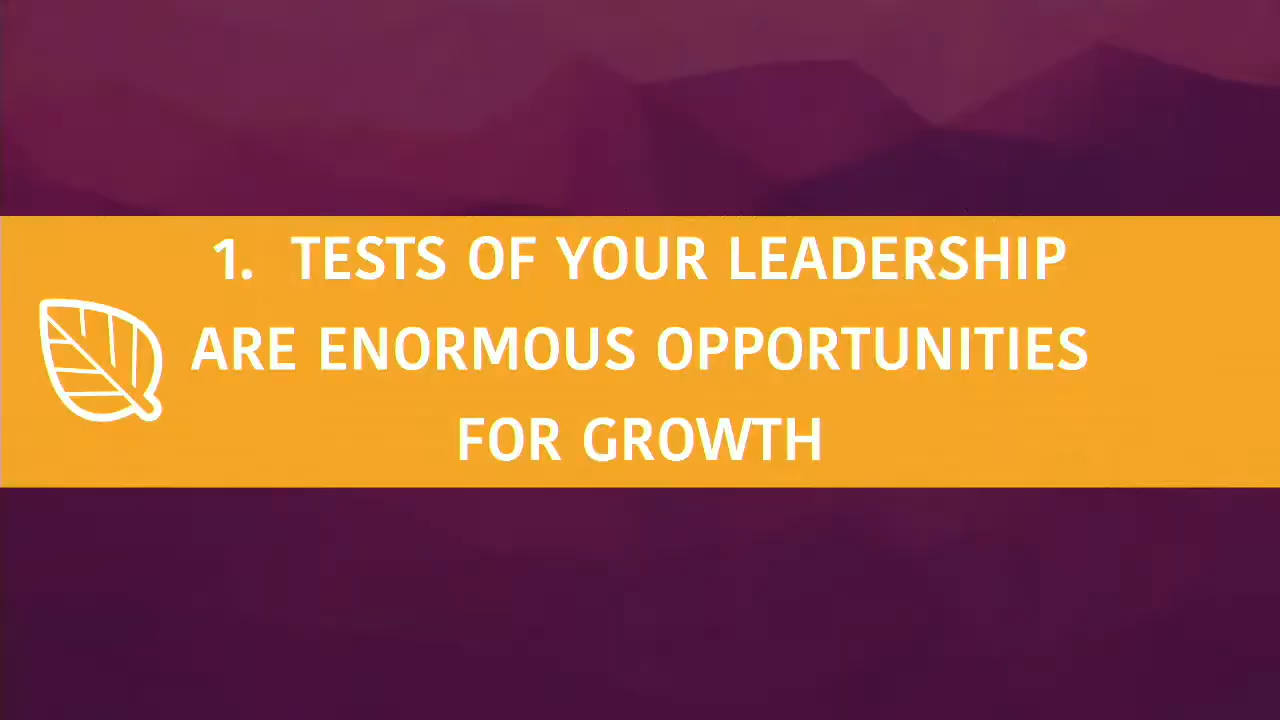 1. TESTS OF YOUR LEADERSHIP
ARE ENORMOUS OPPORTUNITIES
FOR GROWTH